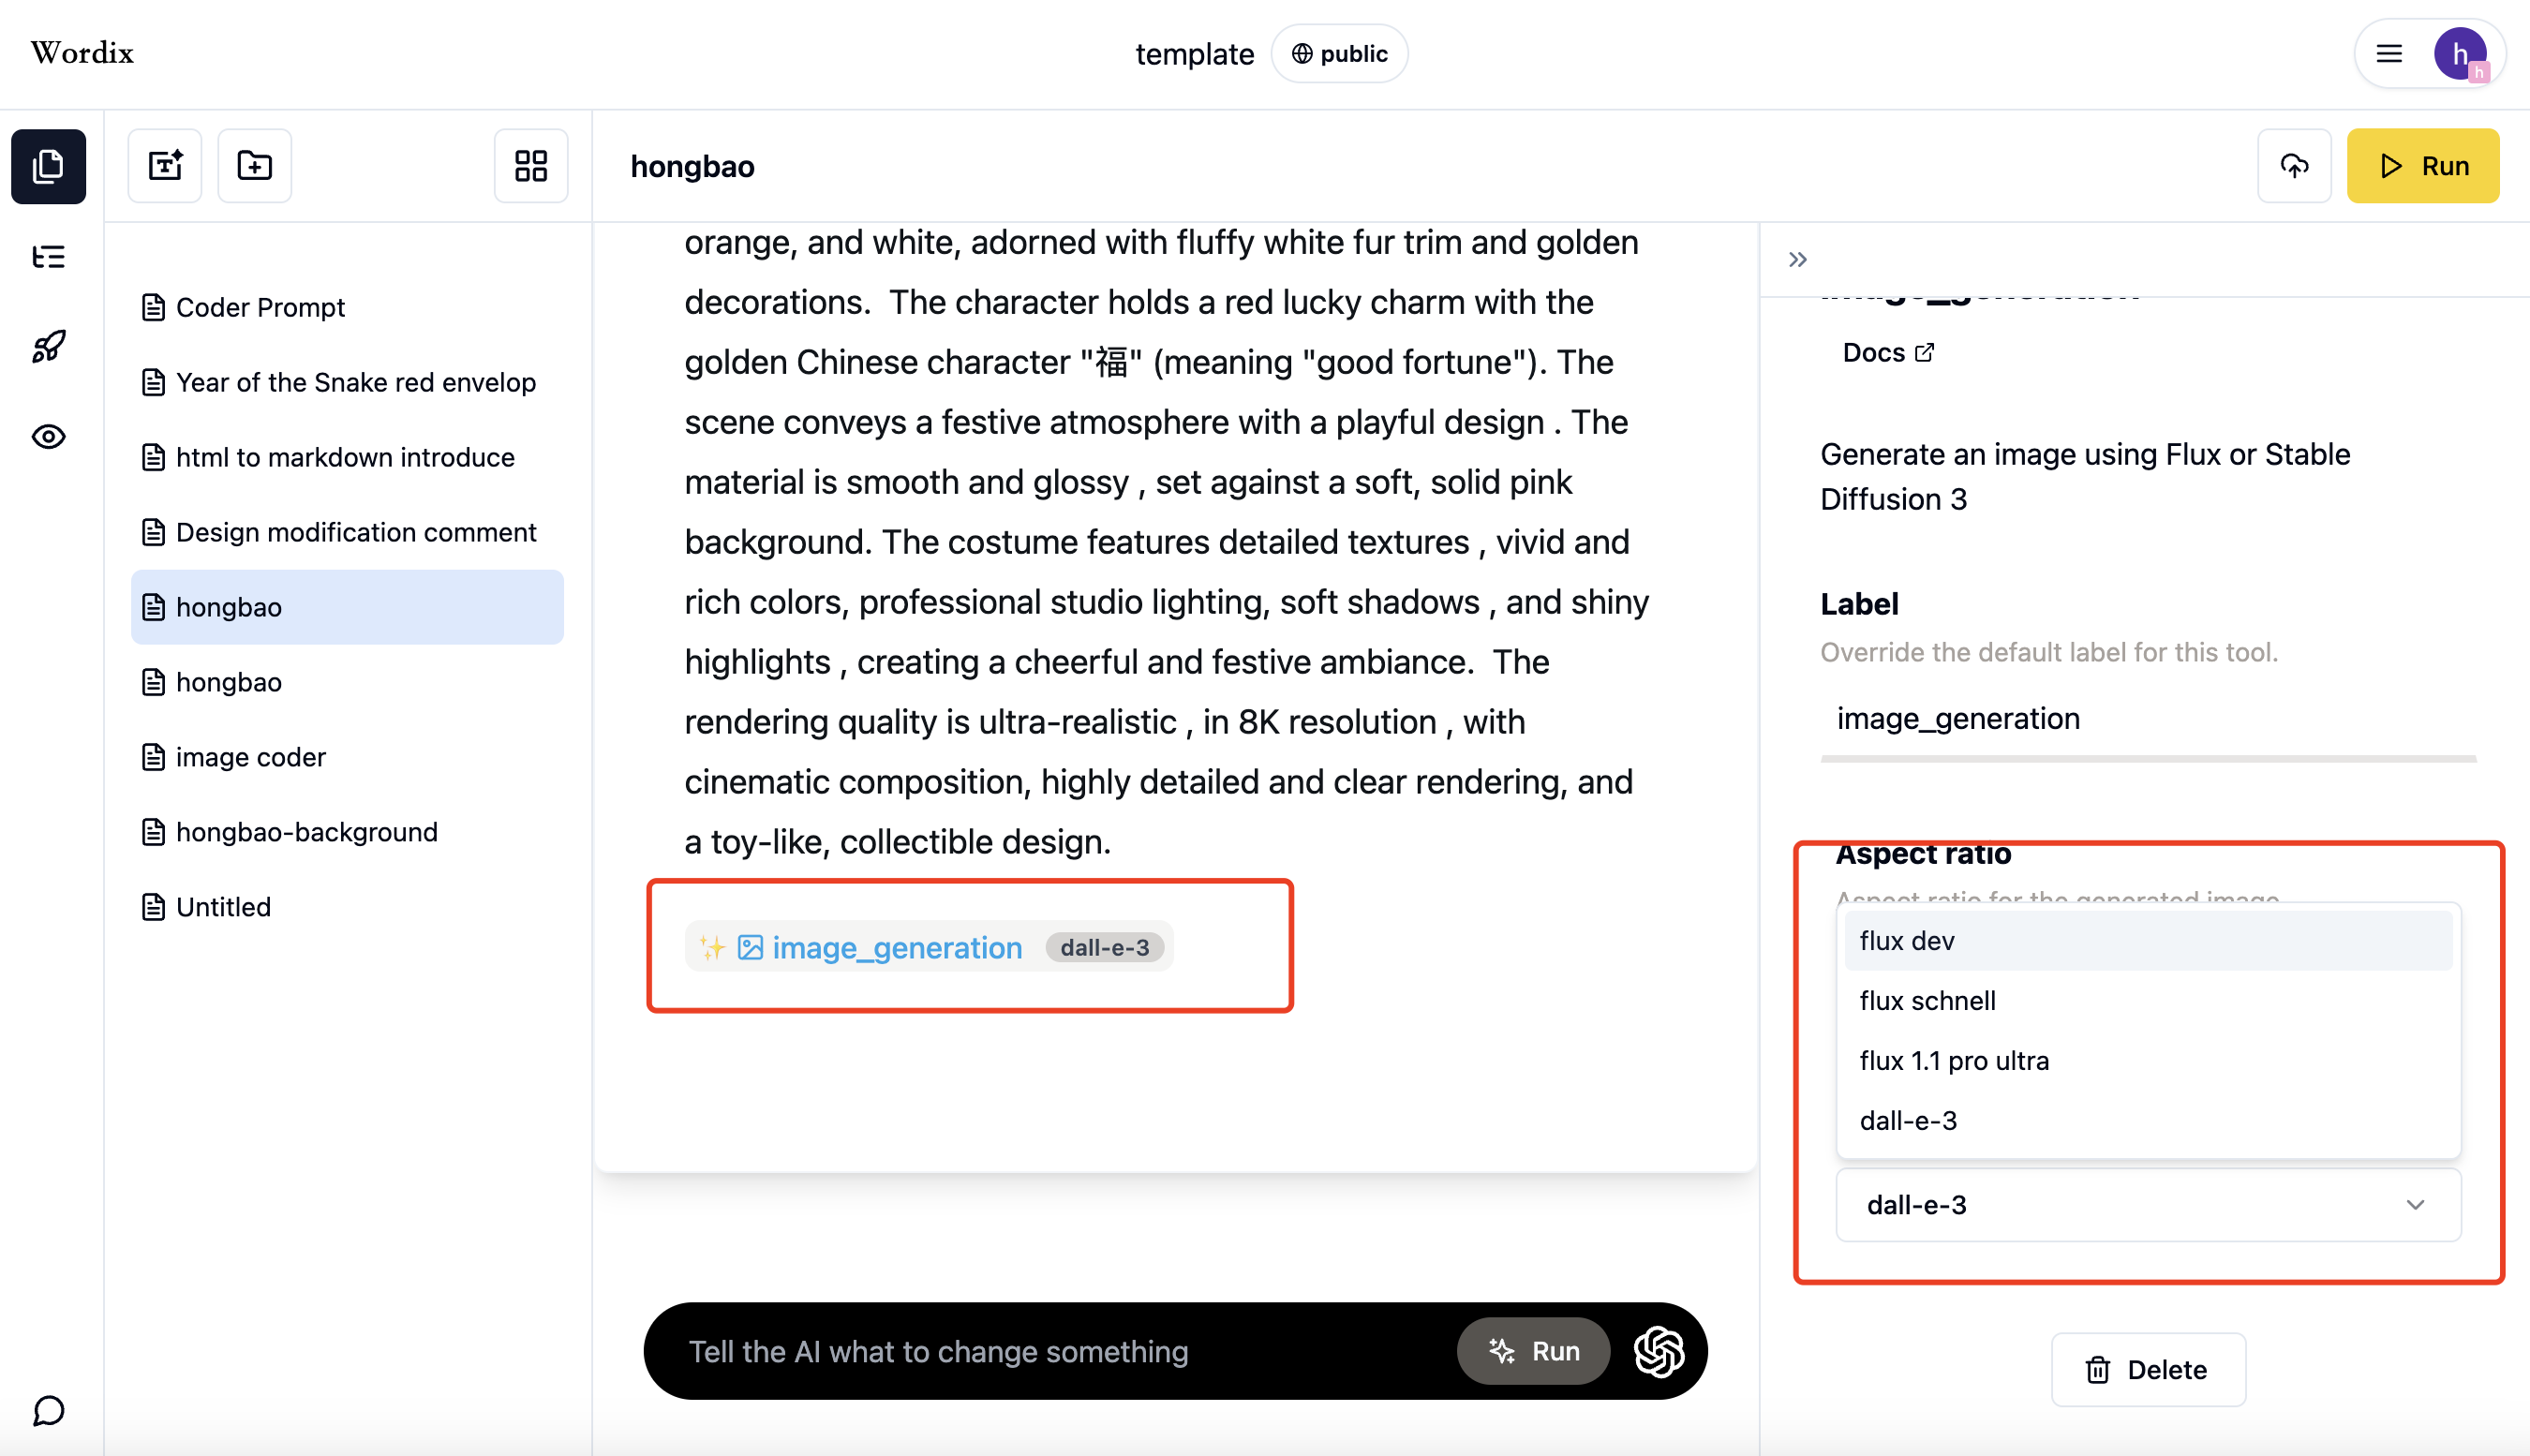 Wordix
template
public
h
h
hongbao
Run
Coder Prompt
Year of the Snake red envelop
html to markdown introduce
Design modification comment
hongbao
hongbao
image coder
hongbao-background
Untitled
orange, and white, adorned with fluffy white fur trim and golden
decorations.  The character holds a red lucky charm with the
golden Chinese character "福" (meaning "good fortune"). The
scene conveys a festive atmosphere with a playful design . The
material is smooth and glossy , set against a soft, solid pink
background. The costume features detailed textures , vivid and
rich colors, professional studio lighting, soft shadows , and shiny
highlights , creating a cheerful and festive ambiance.  The
rendering quality is ultra-realistic , in 8K resolution , with
cinematic composition, highly detailed and clear rendering, and
a toy-like, collectible design.
image_generation dall-e-3
Tell the AI what to change something
Run
image_generation
Docs
Generate an image using Flux or Stable
Diffusion 3
Label
Override the default label for this tool.
image_generation
Aspect ratio
Aspect ratio for the generated image
flux dev
flux schnell
flux 1.1 pro ultra
dall-e-3
dall-e-3
Delete